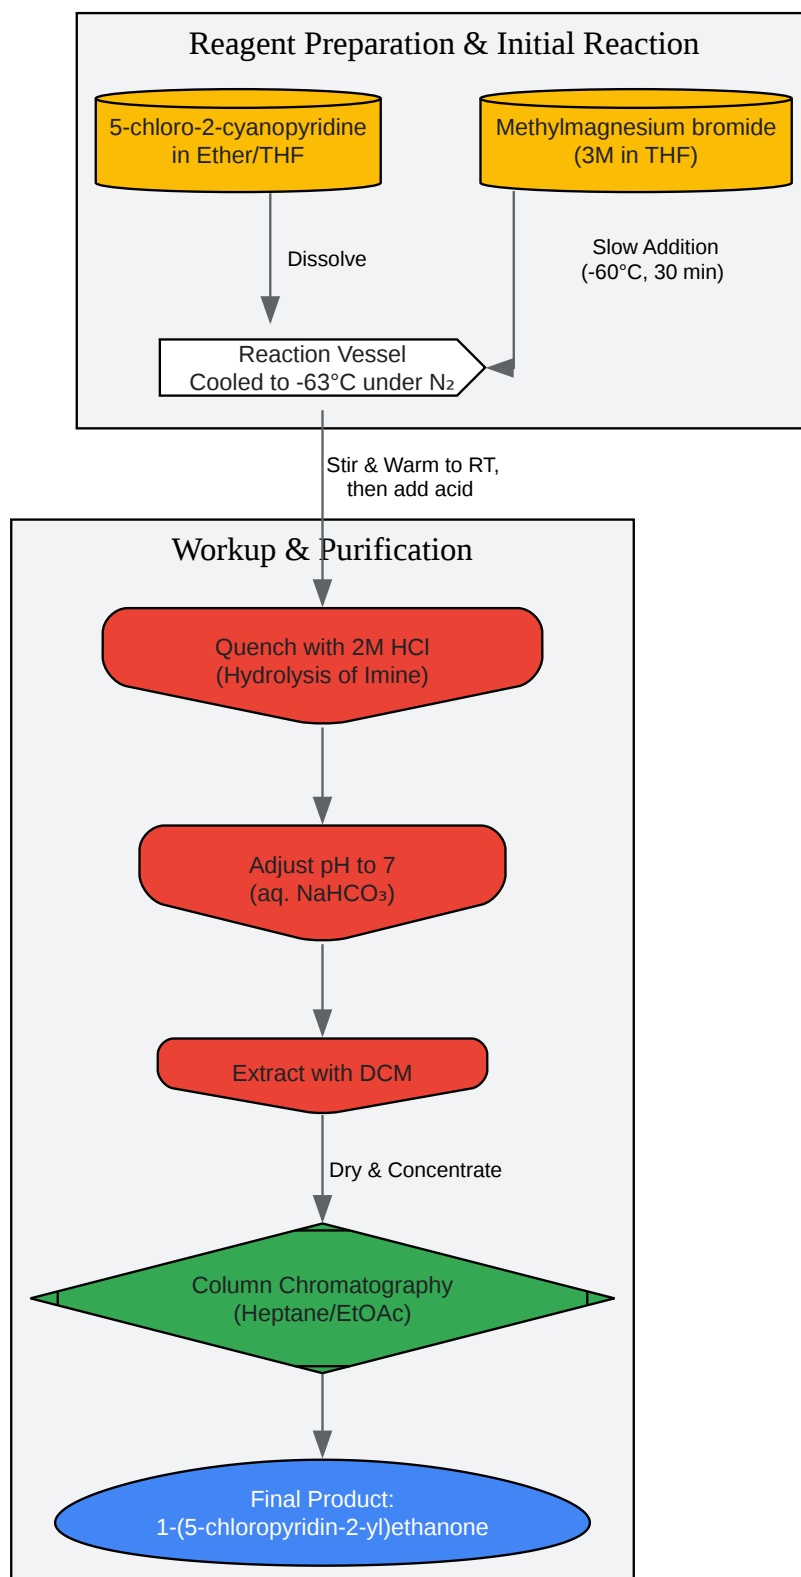 Reagent Preparation & Initial Reaction
5-chloro-2-cyanopyridine
in Ether/THF
Methylmagnesium bromide
(3M in THF)
Dissolve
Slow Addition
(-60°C, 30 min)
Reaction Vessel
Cooled to -63°C under N₂
Stir & Warm to RT,
then add acid
Workup & Purification
Quench with 2M HCl
(Hydrolysis of Imine)
Adjust pH to 7
(aq. NaHCO₃)
Extract with DCM
Dry & Concentrate
Column Chromatography
(Heptane/EtOAc)
Final Product:
1-(5-chloropyridin-2-yl)ethanone